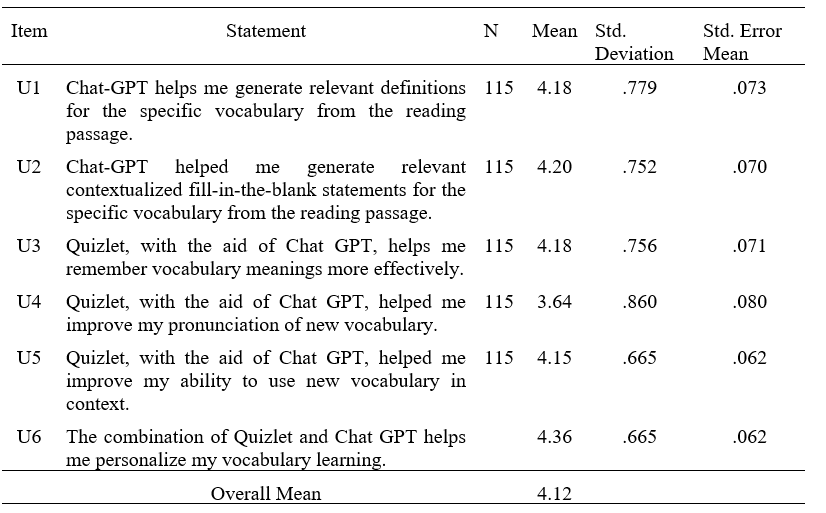 Item Statement N Mean Std. Deviation Std. Error Mean
U1 Chat-GPT helps me generate relevant definitions 115 4.18 .779 .073
for the specific vocabulary from the reading
passage.
U2 Chat-GPT helped me generate relevant 115 4.20 .752 .070
contextualized fill-in-the-blank statements for the
specific vocabulary from the reading passage.
U3 Quizlet, with the aid of Chat GPT, helps me 115 4.18 .756 .071
remember vocabulary meanings more effectively.
U4 Quizlet, with the aid of Chat GPT, helped me 115 3.64 .860 .080
improve my pronunciation of new vocabulary.
U5 Quizlet, with the aid of Chat GPT, helped me 115 4.15 .665 .062
improve my ability to use new vocabulary in
context.
U6 The combination of Quizlet and Chat GPT helps 4.36 .665 .062
me personalize my vocabulary learning.
Overall Mean 4.12